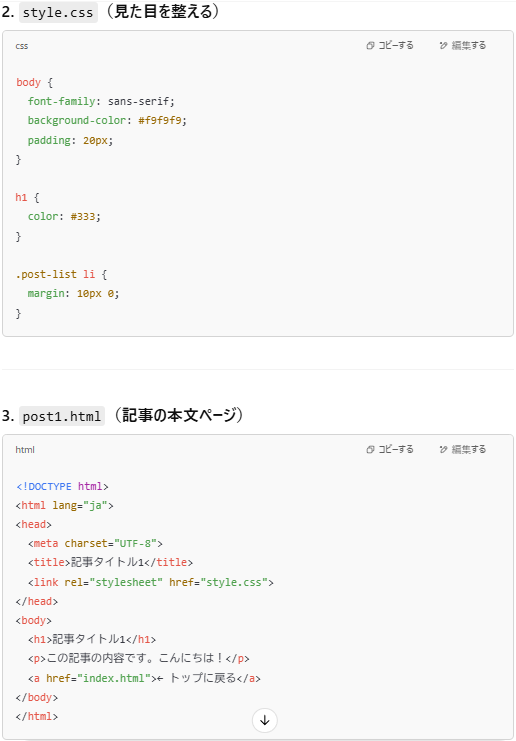 2. style.css（見た目を整える）
css
コピーする 編集する
body {
  font-family: sans-serif;
  background-color: #f9f9f9;
  padding: 20px;
}
h1 {
  color: #333;
}
.post-list li {
  margin: 10px 0;
}
3. post1.html（記事の本文ページ）
html
コピーする 編集する
<!DOCTYPE html>
<html lang="ja">
<head>
  <meta charset="UTF-8">
  <title>記事タイトル1</title>
  <link rel="stylesheet" href="style.css">
</head>
<body>
  <h1>記事タイトル1</h1>
  <p>この記事の内容です。こんにちは！</p>
  <a href="index.html">← トップに戻る</a>
</body>
</html>